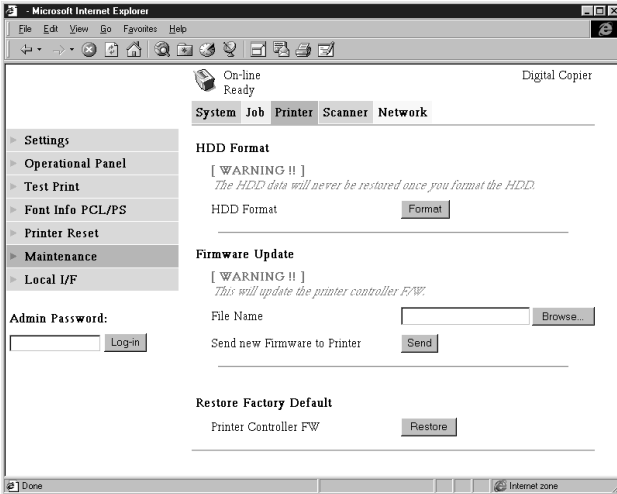 - Microsoft Internet Explorer
File Edit View Go Favorites Help
On-line
Ready
Digital Copier
System Job Printer Scanner Network
Settings
Operational Panel
Test Print
Font Info PCL/PS
Printer Reset
Maintenance
Local I/F
Admin Password:
Log-in
HDD Format
[ WARNING !! ]
The HDD data will never be restored once you format the HDD.
HDD Format Format
Firmware Update
[ WARNING !! ]
This will update the printer controller F/W.
File Name Browse...
Send new Firmware to Printer Send
Restore Factory Default
Printer Controller FW Restore
Done Internet zone